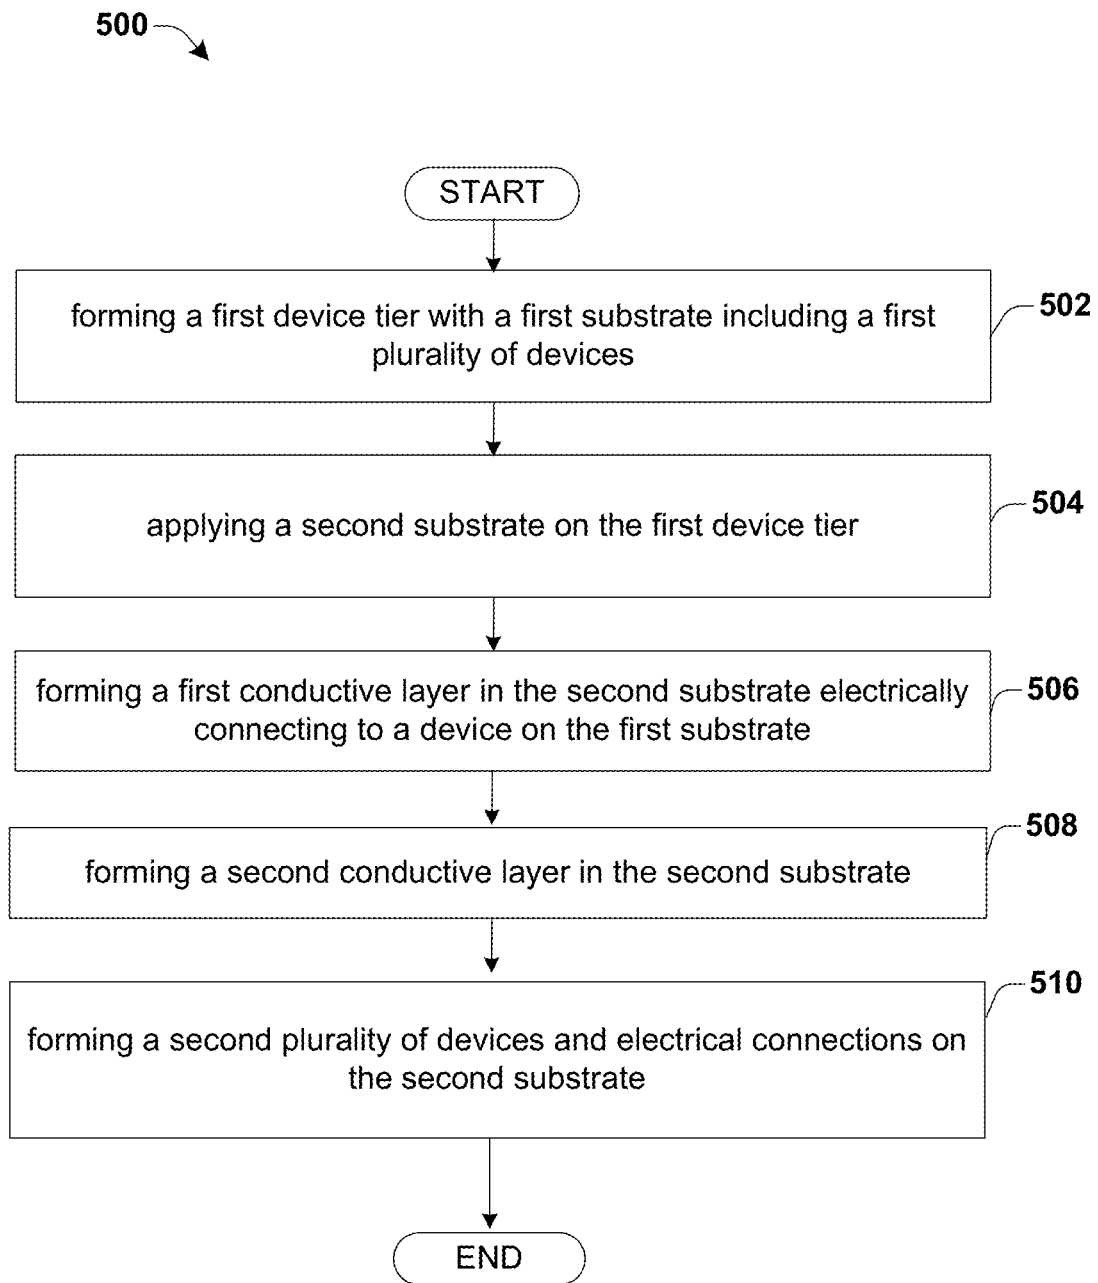 500
START
forming a first device tier with a first substrate including a first
plurality of devices
502
applying a second substrate on the first device tier
504
forming a first conductive layer in the second substrate electrically
connecting to a device on the first substrate
506
forming a second conductive layer in the second substrate
508
forming a second plurality of devices and electrical connections on
the second substrate
510
END